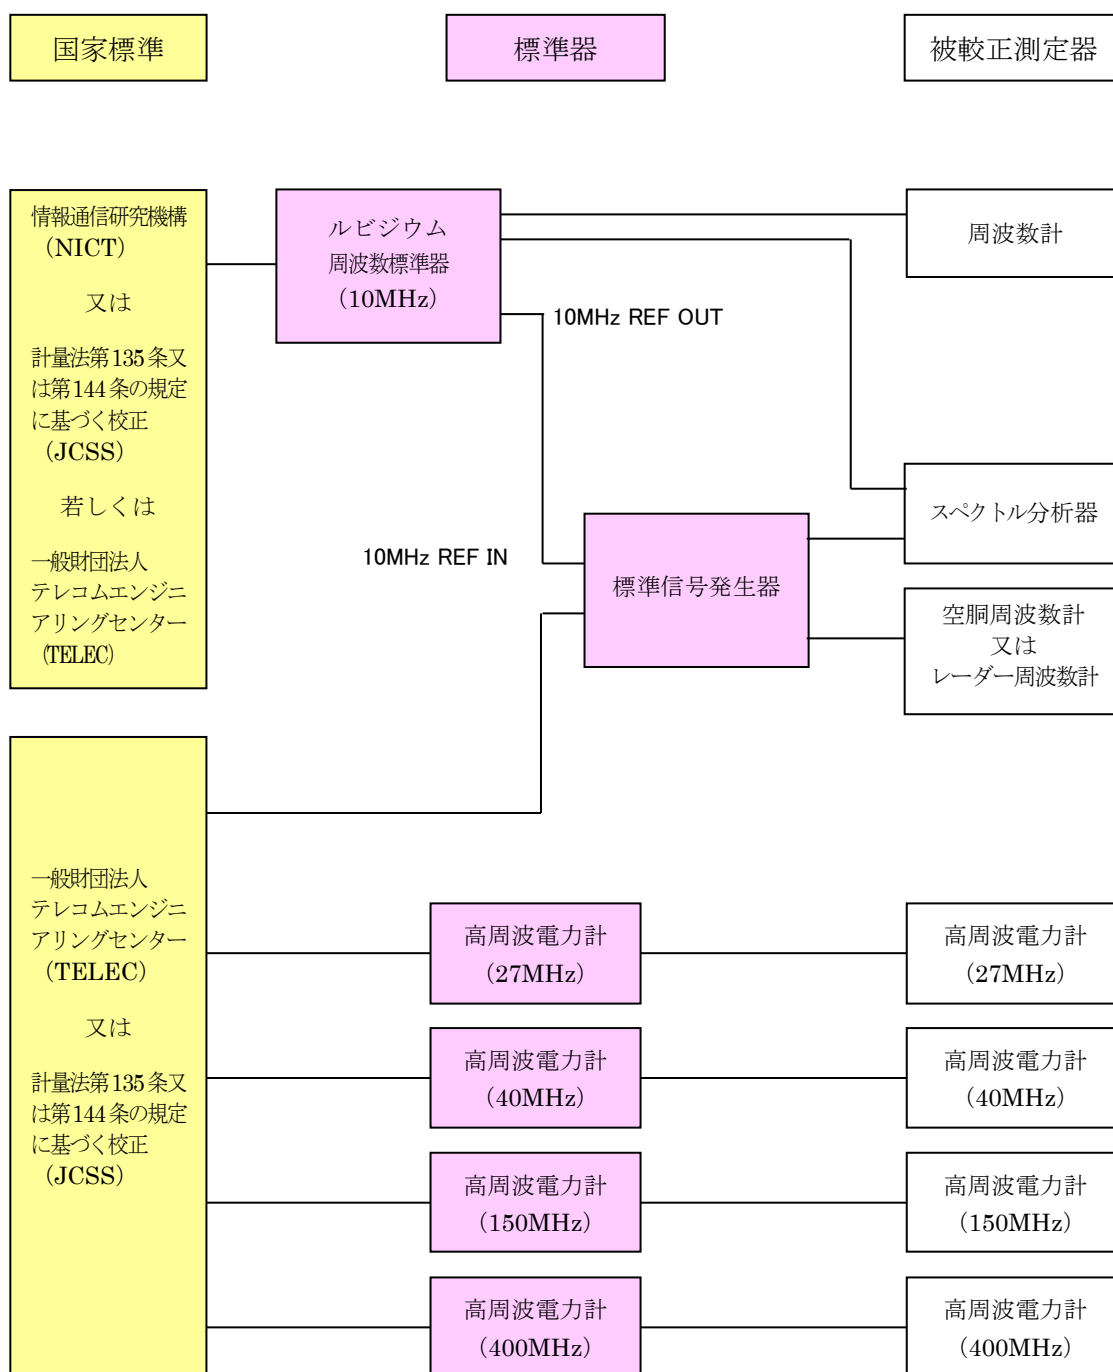 国家標準
標準器
被較正測定器
情報通信研究機構
（NICT）
又は
計量法第135条又
は第144条の規定
に基づく校正
（JCSS）
若しくは
一般財団法人
テレコムエンジニ
アリングセンター
(TELEC)
ルビジウム
周波数標準器
（10MHz）
周波数計
10MHz REF OUT
スペクトル分析器
10MHz REF IN
標準信号発生器
空胴周波数計
又は
レーダー周波数計
一般財団法人
テレコムエンジニ
アリングセンター
（TELEC）
又は
計量法第135条又
は第144条の規定
に基づく校正
（JCSS）
高周波電力計
（27MHz）
高周波電力計
（27MHz）
高周波電力計
（40MHz）
高周波電力計
（40MHz）
高周波電力計
（150MHz）
高周波電力計
（150MHz）
高周波電力計
（400MHz）
高周波電力計
（400MHz）